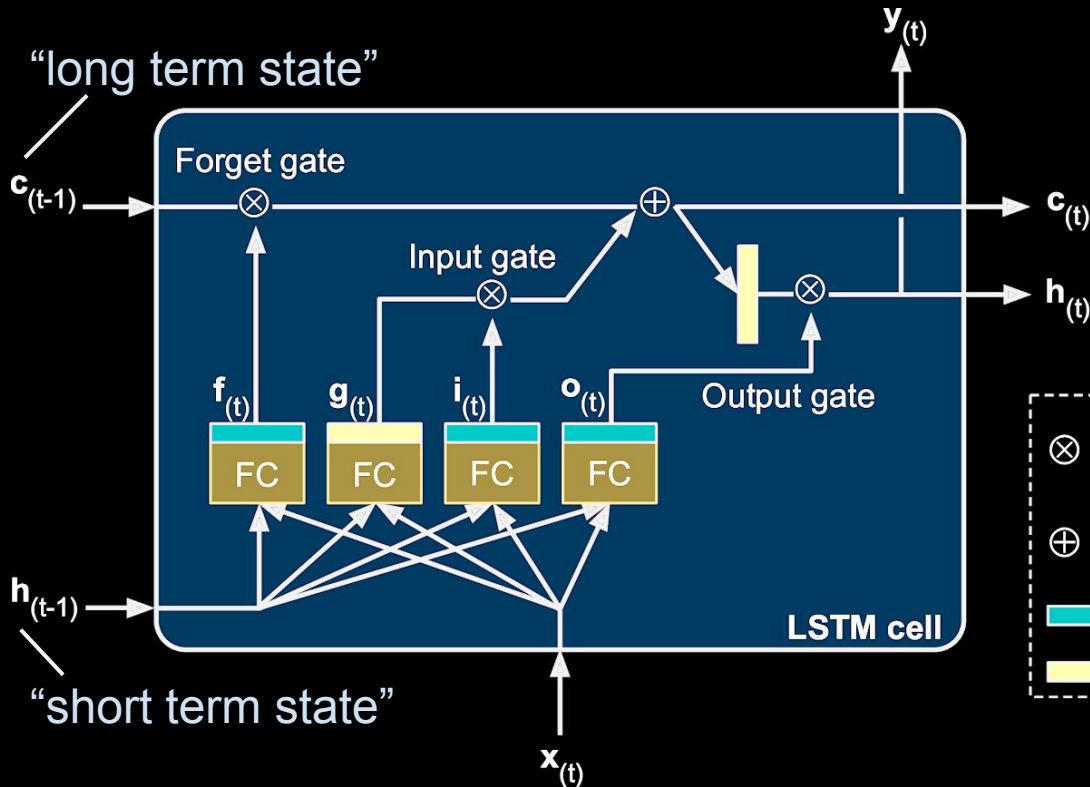 y(t)
“long term state”
Forget gate
c(t-1)
c(t)
Input gate
h(t)
f(t) g(t) i(t) o(t)
Output gate
FC FC FC FC
h(t-1)
LSTM cell
“short term state”
x(t)